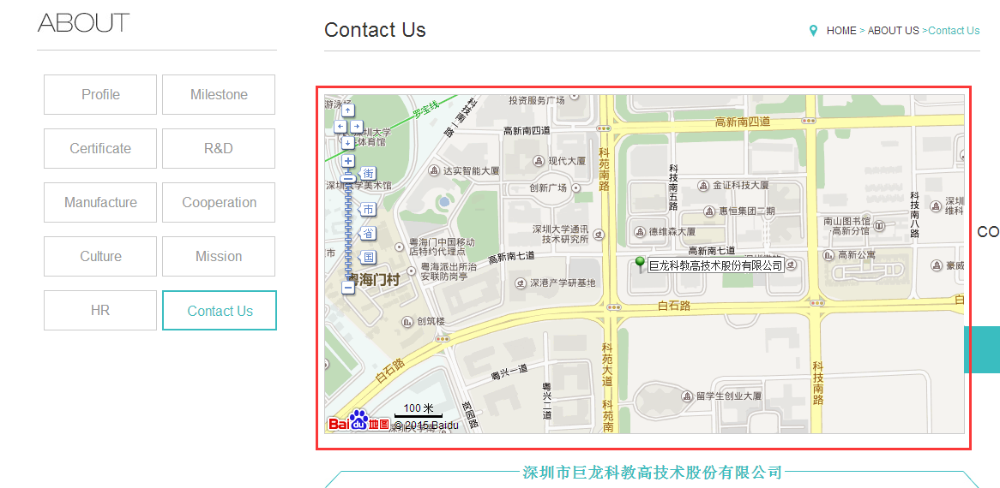 ABOUT
Contact Us
HOME > ABOUT US >Contact Us
Profile
Milestone
Certificate
R&D
Manufacture
Cooperation
Culture
Mission
HR
Contact Us
游泳场
罗宝线
科技南一路
投资服务广场
高新南四道
高新南四道
深圳大学
体育馆
街
深圳大学美术馆
市
省
国
市
达实智能大厦
现代大厦
创新广场
科苑南路
科技南五路
金证科技大厦
惠恒集团二期
德维森大厦
深圳大学通讯
技术研究所
南山图书馆
高新分馆
科技南八路
深圳
维科
CO
粤海门中国移动
店特约代理点
高新南七道
高新南七道
高新公寓
豪威
粤海派出所治
安联防岗亭
粤海门村
深港产学研基地
巨龙科教高技术股份有限公司
白石路
白
创筑楼
白石路
科苑大道
科苑南
粤兴一道
粤兴二道
科技南路
留学生创业大厦
100 米
Bai du 地图
© 2015 Baidu
深圳大学南
深圳市巨龙科教高技术股份有限公司